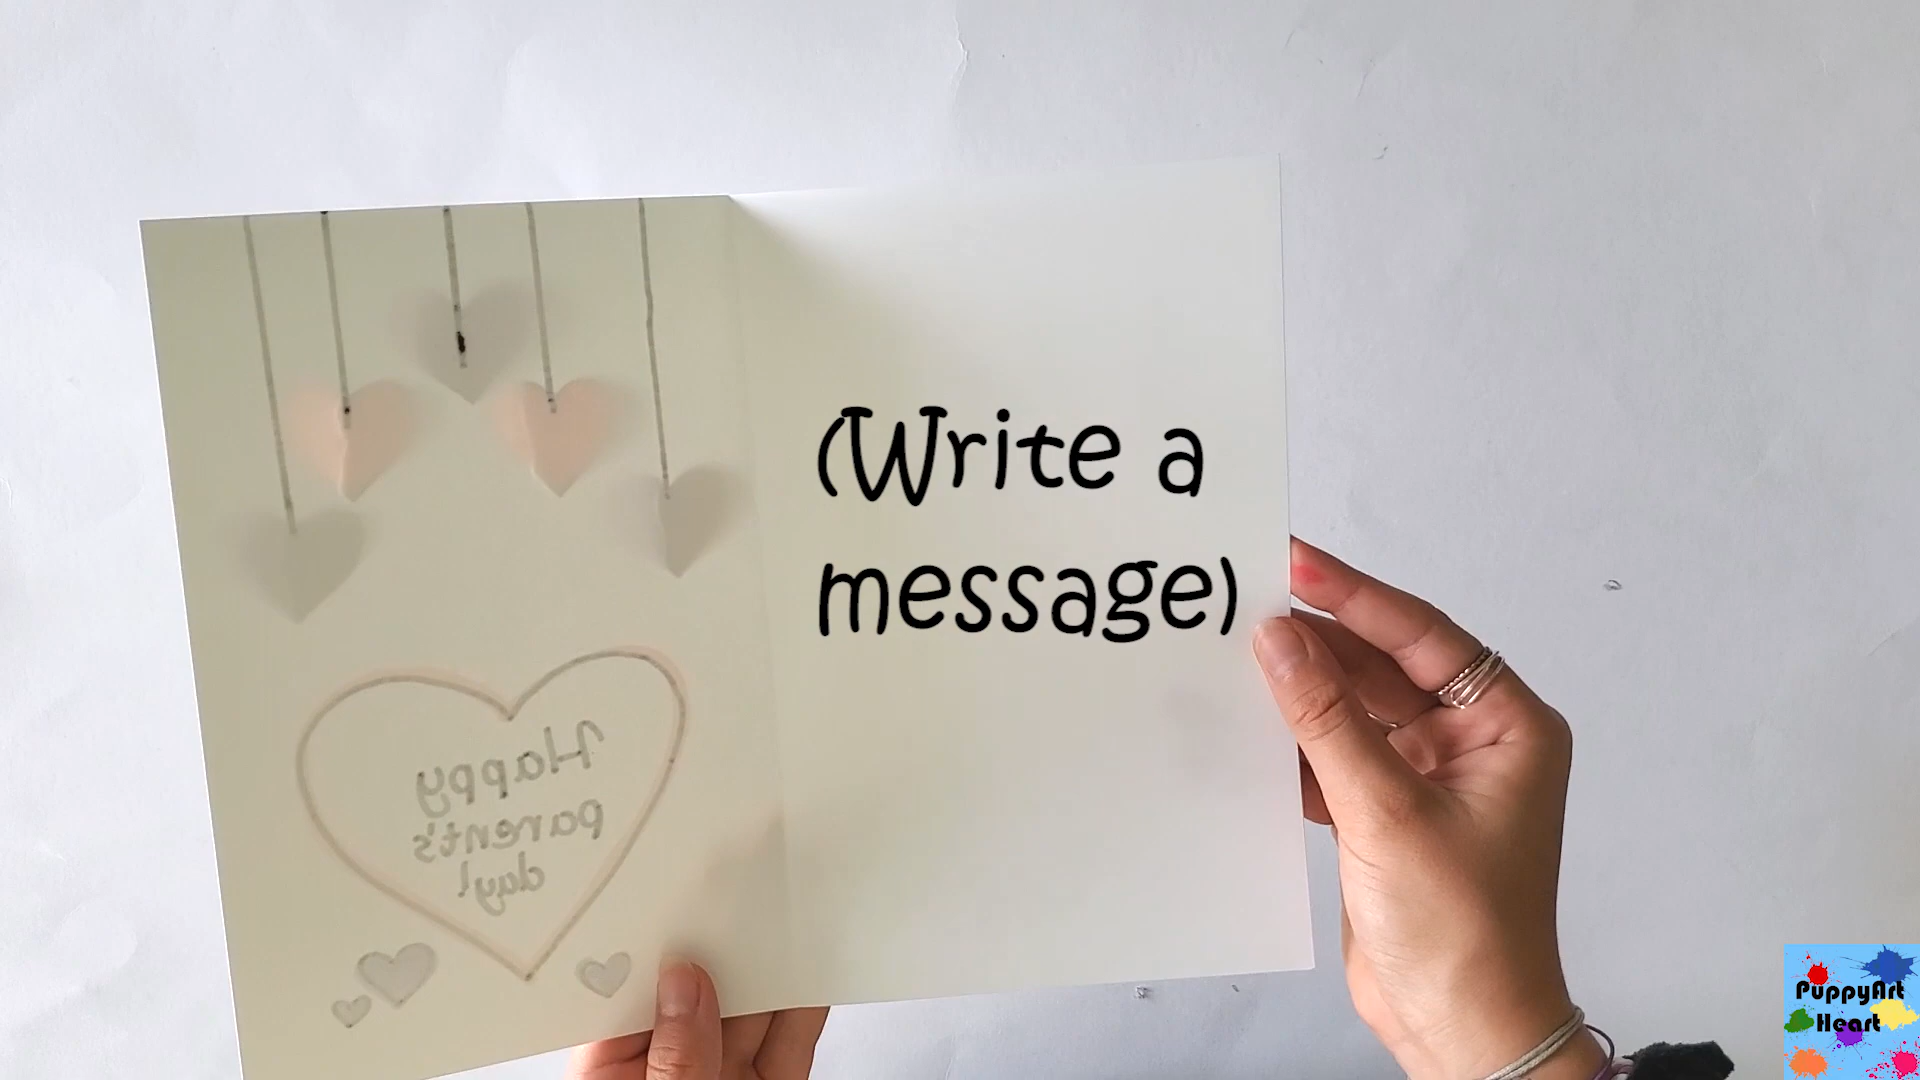 (Write a
message)
Happy
parent's
day!
PuppyArt
Heart